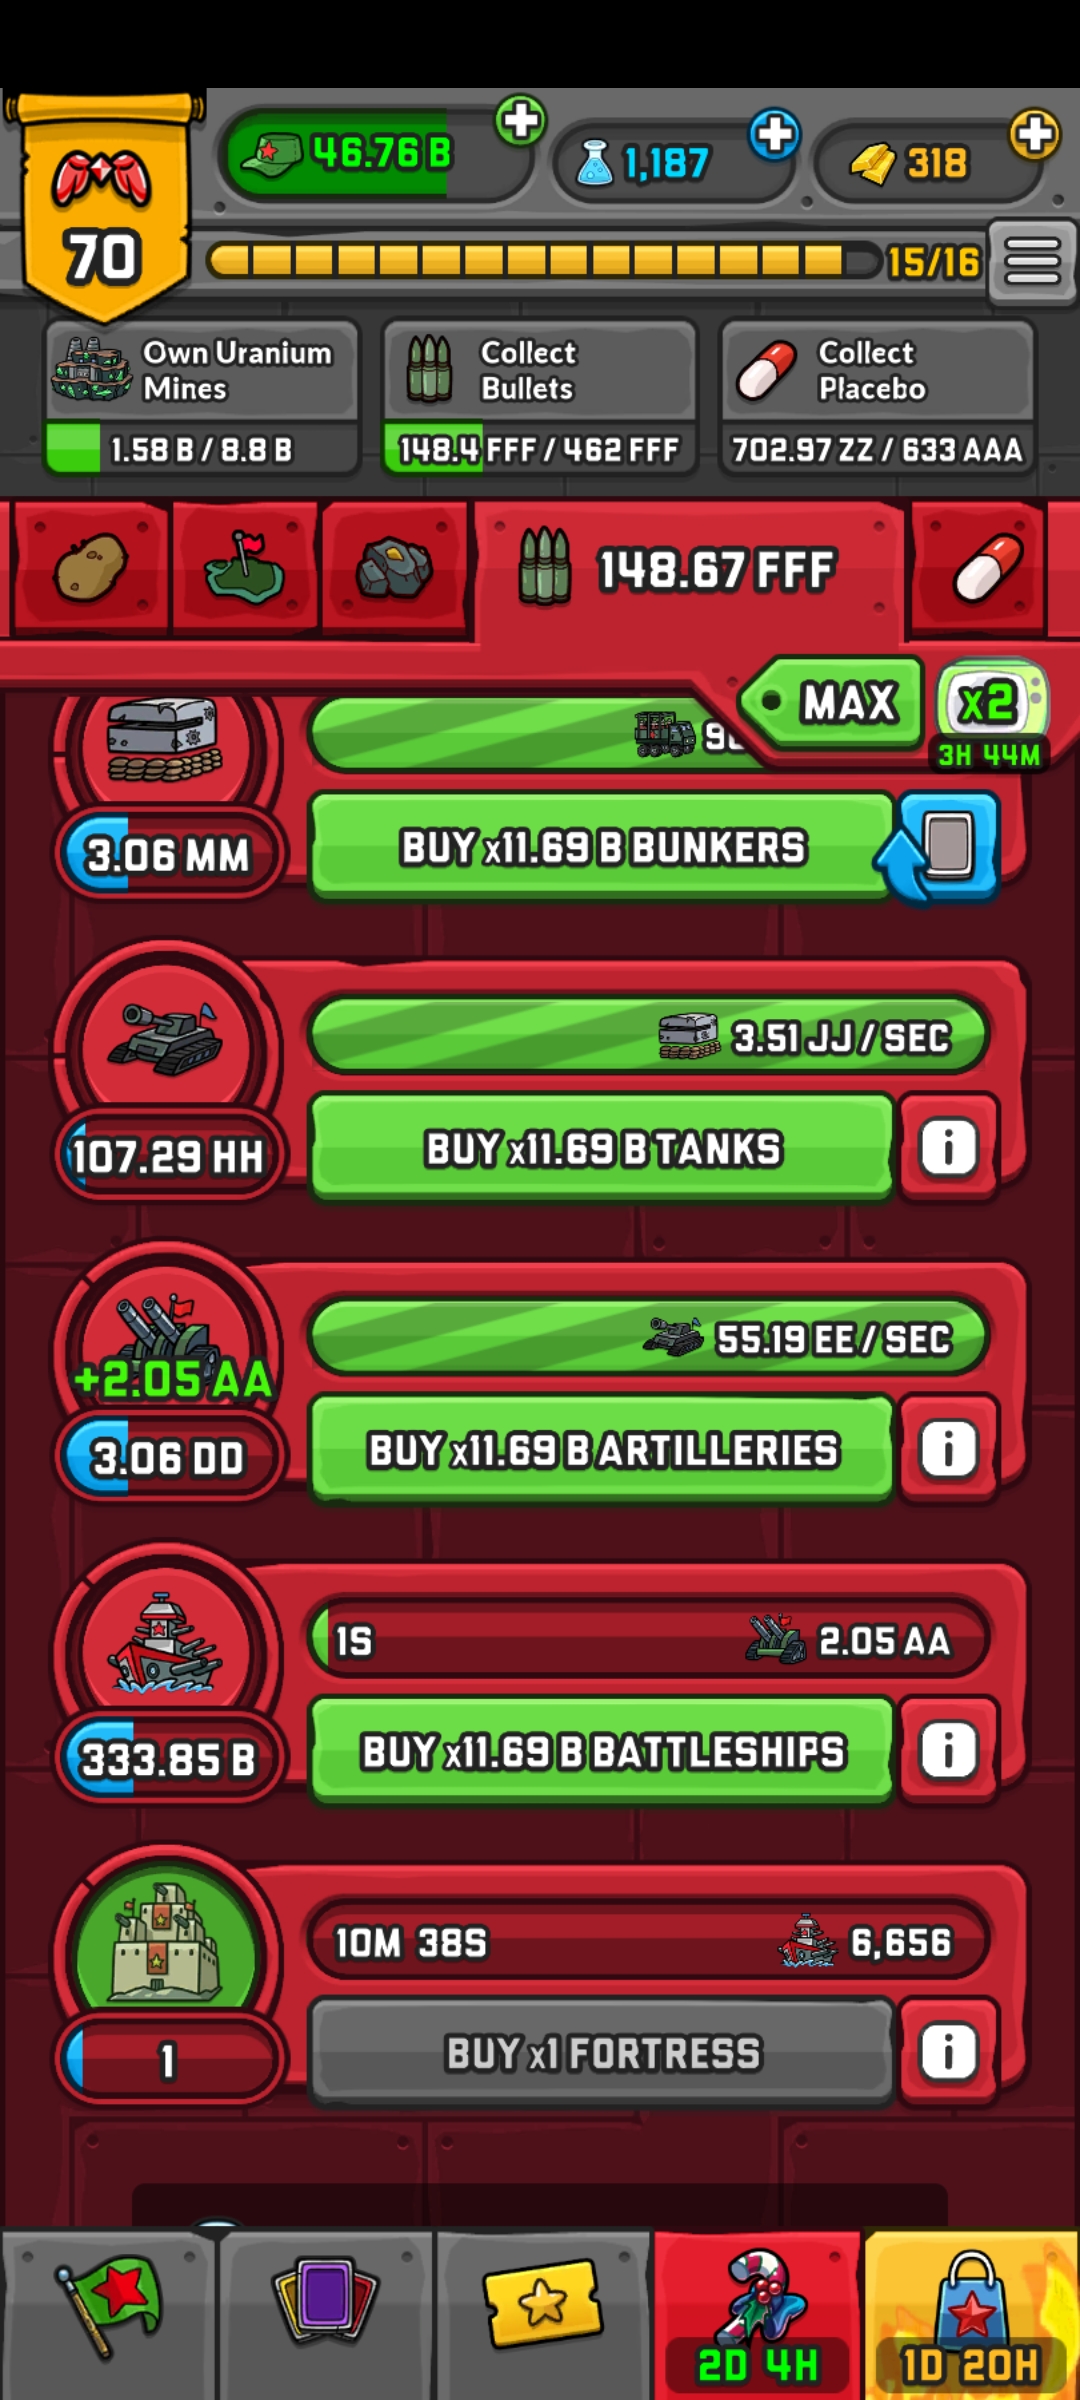 70
46.76 B
1,187
318
15/16
Own Uranium
Mines
1.58 B / 8.8 B
Collect
Bullets
148.4 FFF / 462 FFF
Collect
Placebo
702.97 ZZ / 633 AAA
148.67 FFF
MAX
x2
3H 44M
3.06 MM
BUY x11.69 B BUNKERS
3.51 JJ / SEC
107.29 HH
BUY x11.69 B TANKS
i
55.19 EE / SEC
+2.05 AA
3.06 DD
BUY x11.69 B ARTILLERIES
i
1S
2.05 AA
333.85 B
BUY x11.69 B BATTLESHIPS
i
10M 38S
6,656
1
BUY x1 FORTRESS
i
2D 4H
1D 20H